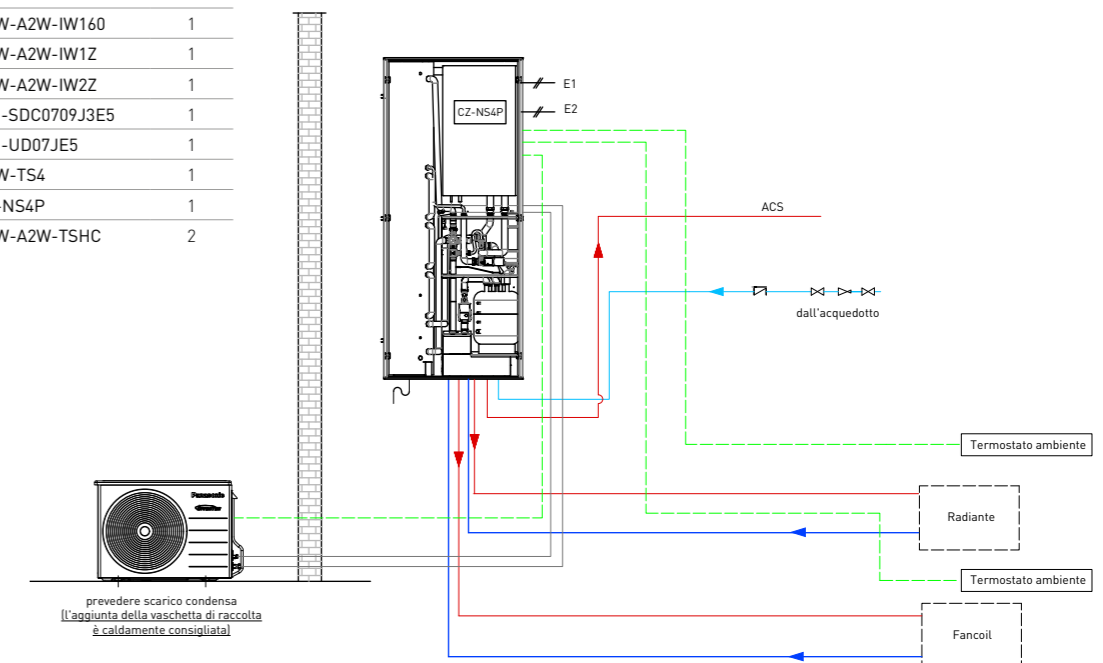 W-A2W-IW160 1
W-A2W-IW1Z 1
W-A2W-IW2Z 1
-SDC0709J3E5 1
-UD07JE5 1
W-TS4 1
-NS4P 1
W-A2W-TSHC 2
E1
E2
CZ-NS4P
ACS
dall'acquedotto
Termostato ambiente
Panasonic
Radiante
Termostato ambiente
prevedere scarico condensa
(l'aggiunta della vaschetta di raccolta
è caldamente consigliata)
Fancoil